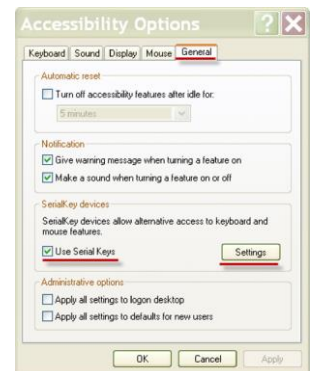 Accessibility Options
Keyboard Sound Display Mouse General
Automatic reset
Turn off accessibility features after idle for:
5 minutes
Notification
Give warning message when turning a feature on
Make a sound when turning a feature on or off
SerialKey devices
SerialKey devices allow alternative access to keyboard and
mouse features.
Use Serial Keys Settings
Administrative options
Apply all settings to logon desktop
Apply all settings to defaults for new users
OK Cancel Apply